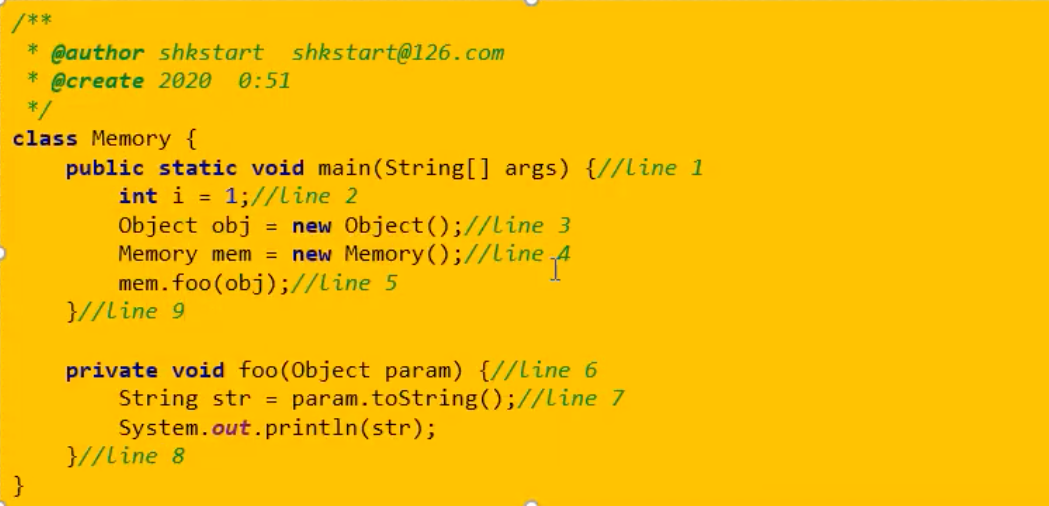 /**
 * @author shkstart  shkstart@126.com
 * @create 2020  0:51
 */
class Memory {
    public static void main(String[] args) {//line 1
        int i = 1;//line 2
        Object obj = new Object();//line 3
        Memory mem = new Memory();//line 4
        mem.foo(obj);//line 5
    }//line 9

    private void foo(Object param) {//line 6
        String str = param.toString();//line 7
        System.out.println(str);
    }//line 8
}